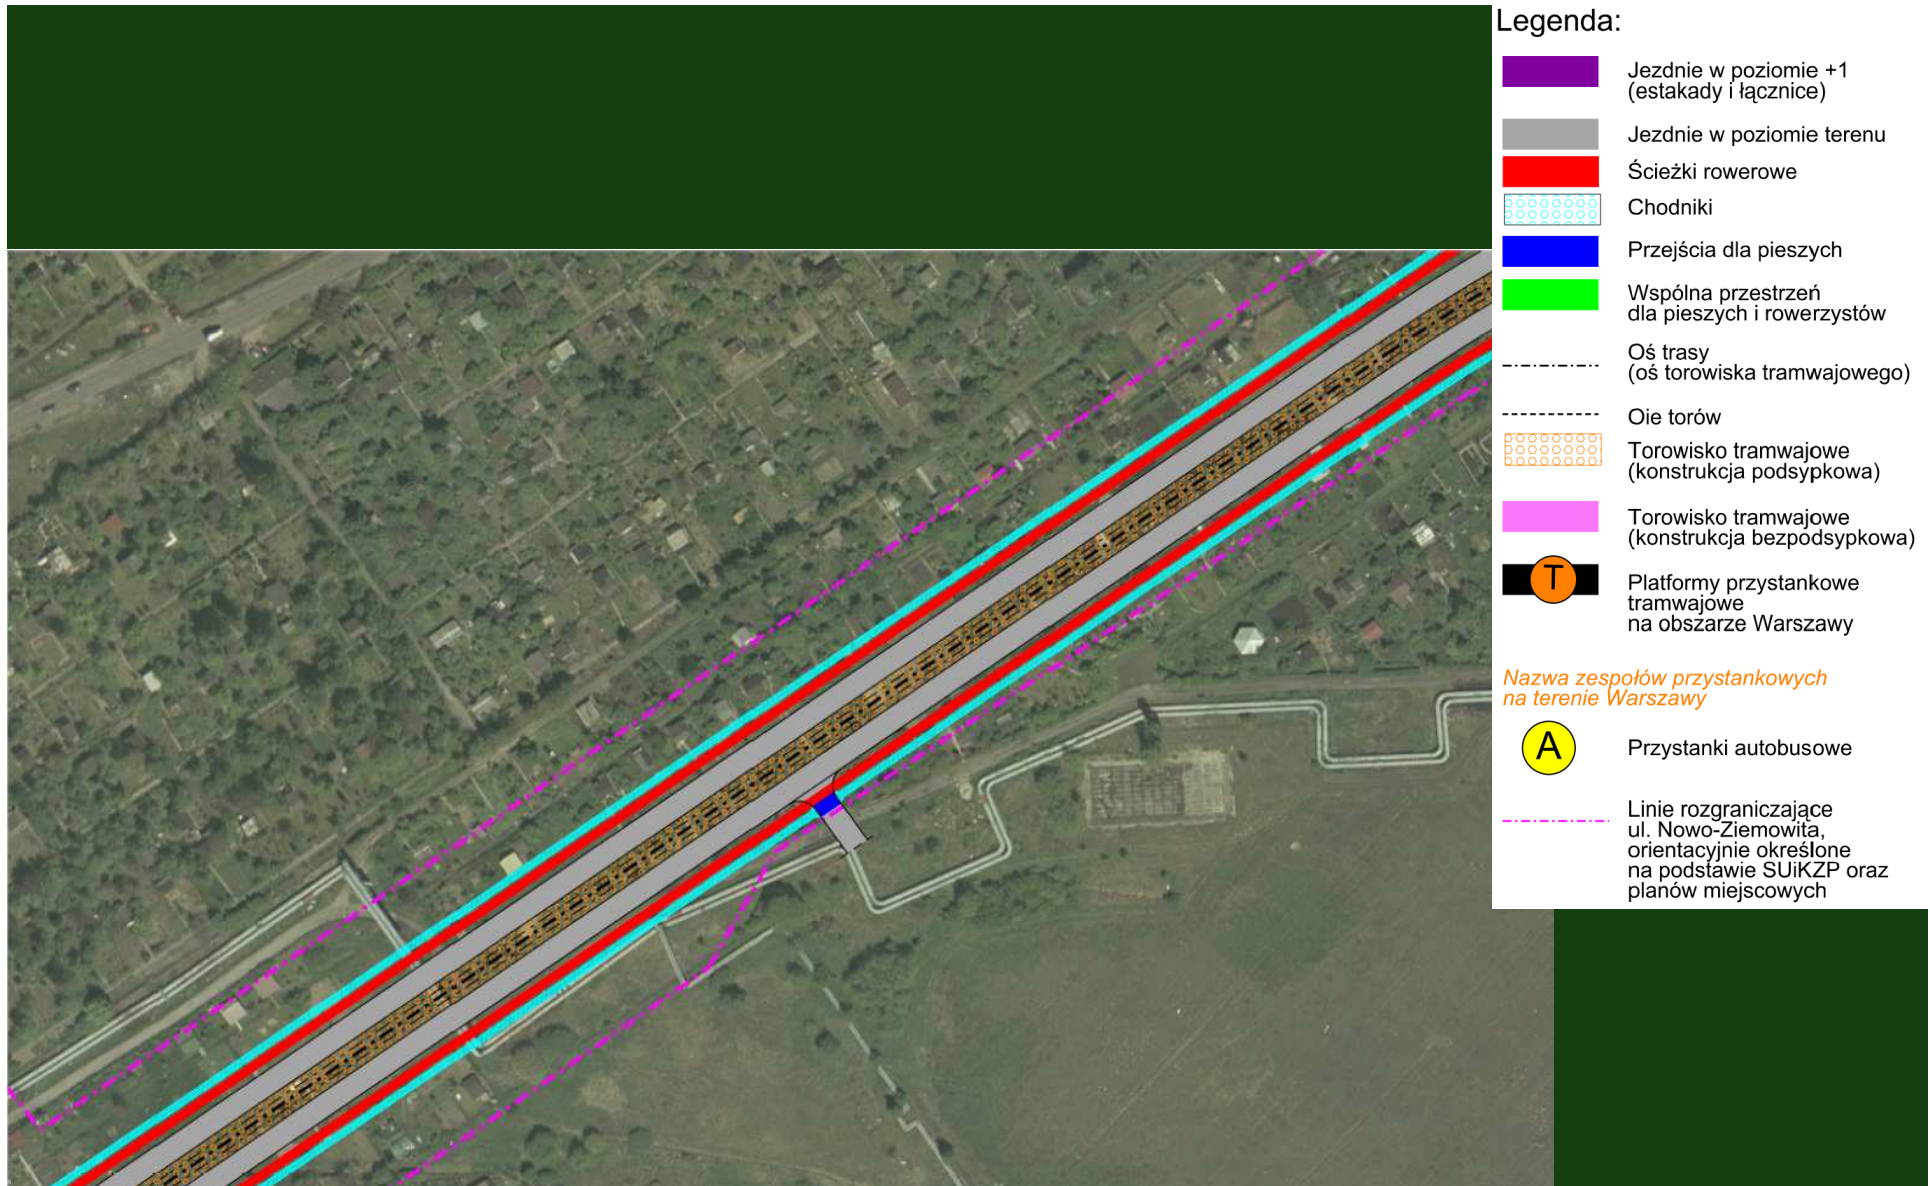 Legenda:
Jezdnie w poziomie +1
(estakady i łącznice)
Jezdnie w poziomie terenu
Ścieżki rowerowe
Chodniki
Przejścia dla pieszych
Wspólna przestrzeń
dla pieszych i rowerzystów
Oś trasy
(oś torowiska tramwajowego)
Oie torów
Torowisko tramwajowe
(konstrukcja podsypkowa)
Torowisko tramwajowe
(konstrukcja bezpodsypkowa)
T
Platformy przystankowe
tramwajowe
na obszarze Warszawy
Nazwa zespołów przystankowych
na terenie Warszawy
A
Przystanki autobusowe
Linie rozgraniczające
ul. Nowo-Ziemowita,
orientacyjnie określone
na podstawie SUiKZP oraz
planów miejscowych